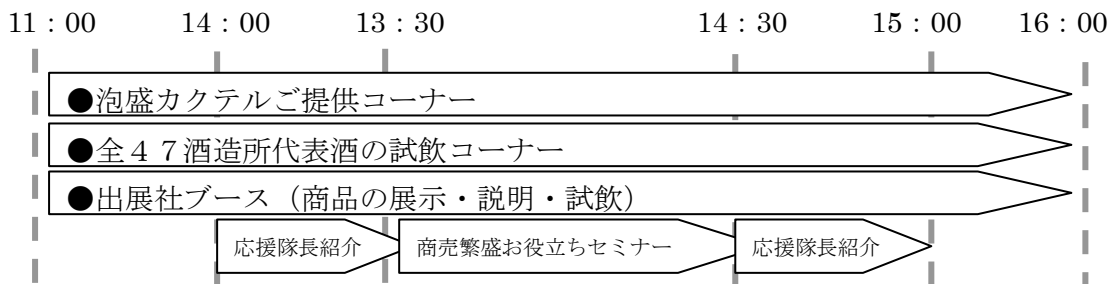 11：00 14：00 13：30 14：30 15：00 16：00
●泡盛カクテルご提供コーナー
●全４７酒造所代表酒の試飲コーナー
●出展社ブース（商品の展示・説明・試飲）
応援隊長紹介 商売繁盛お役立ちセミナー 応援隊長紹介